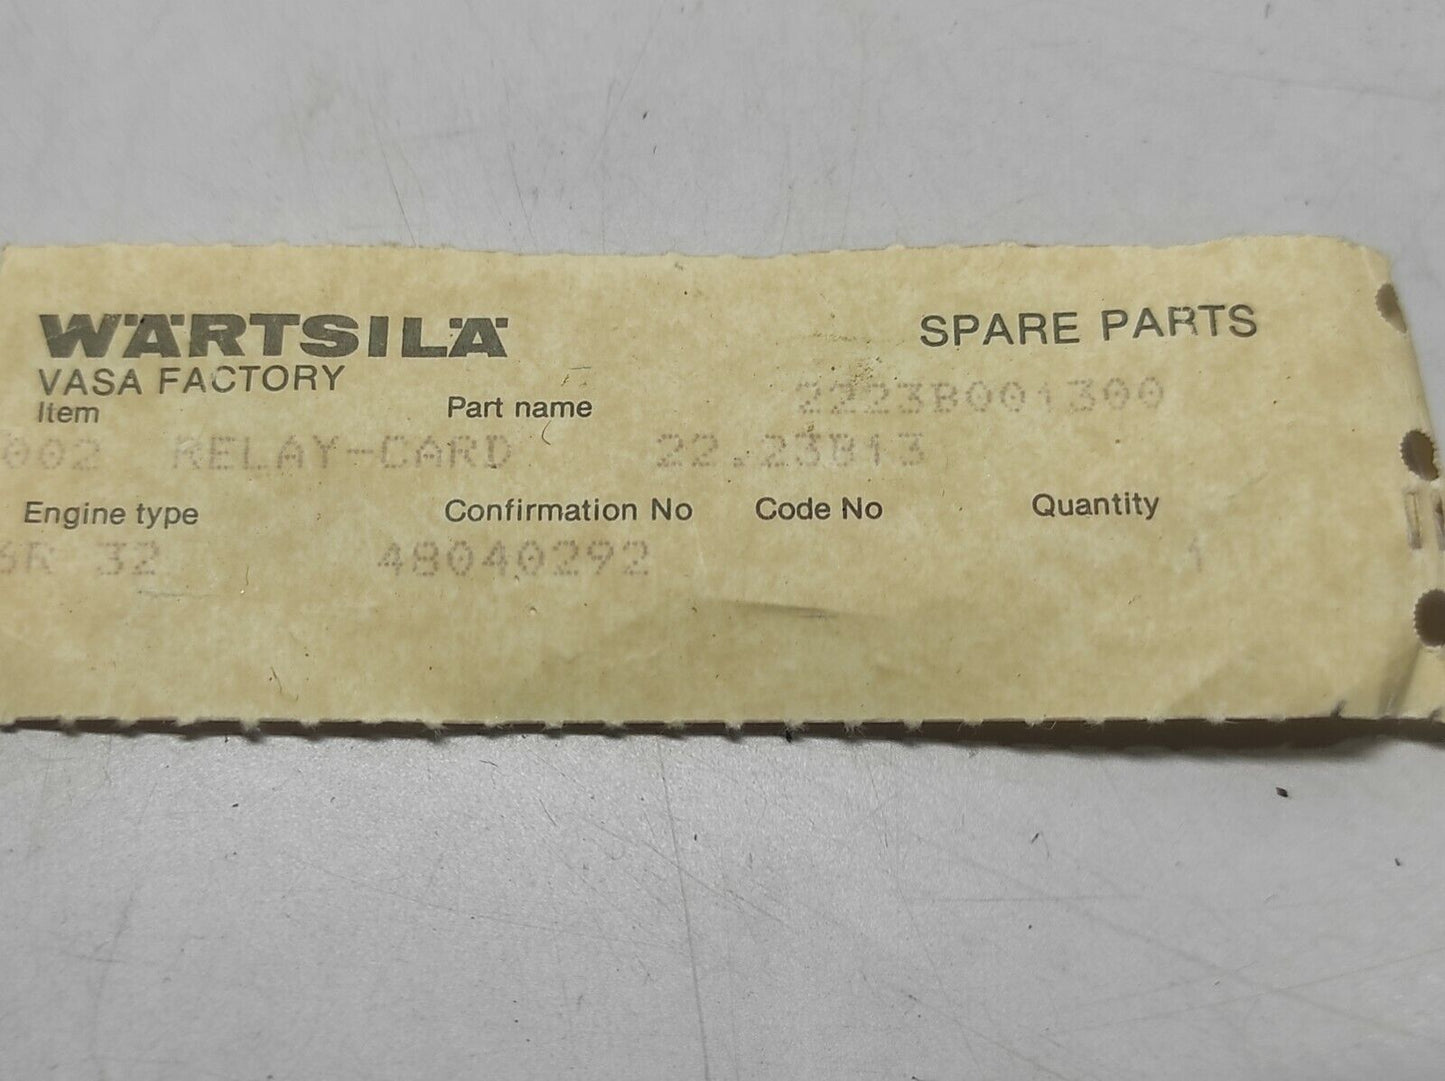 WÄRTSILÄ SPARE PARTS
VASA FACTORY
Item Part name 2223B001300
002 RELAY-CARD 22.23B13
Engine type Confirmation No Code No Quantity
6R 32 48040292 1